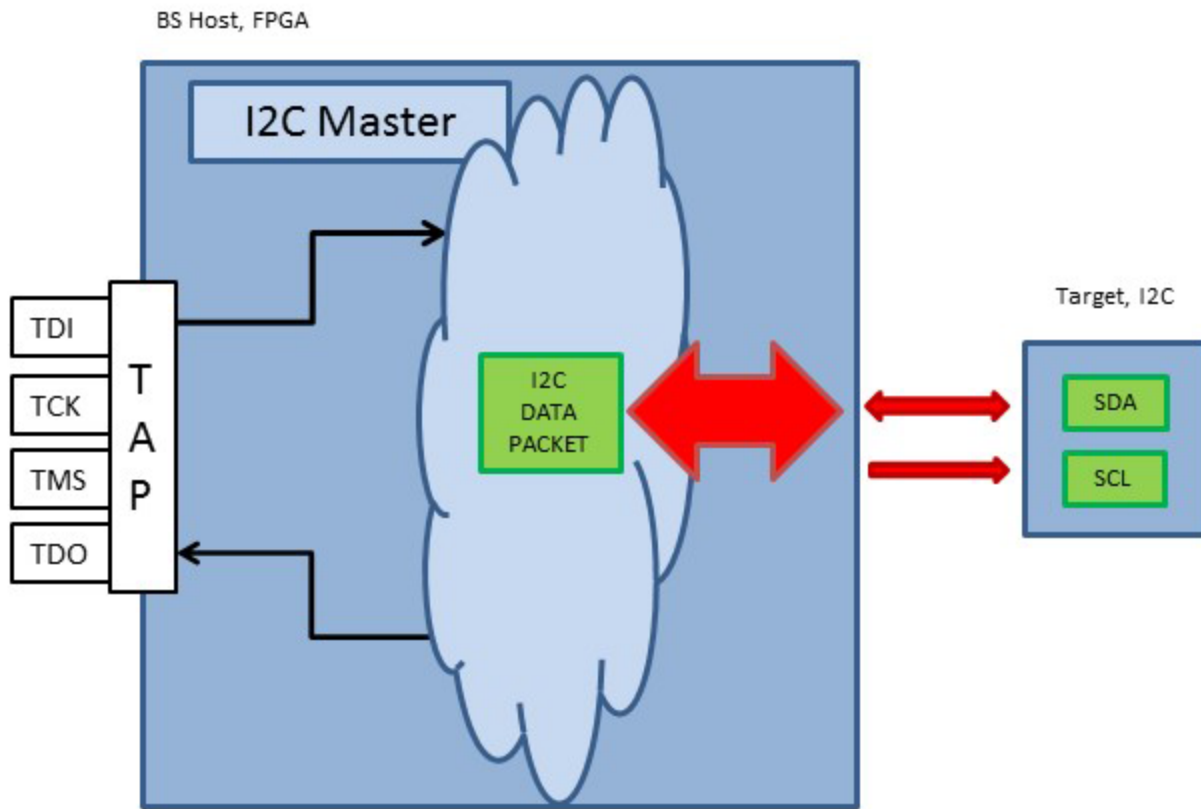 BS Host, FPGA
I2C Master
TDI
TCK
TMS
TDO
T
A
P
I2C
DATA
PACKET
Target, I2C
SDA
SCL